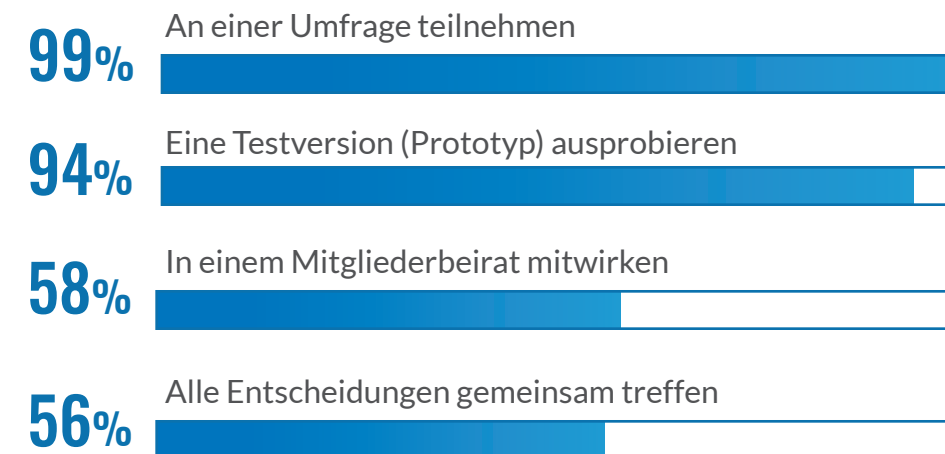 An einer Umfrage teilnehmen
99%
Eine Testversion (Prototyp) ausprobieren
94%
In einem Mitgliederbeirat mitwirken
58%
Alle Entscheidungen gemeinsam treffen
56%